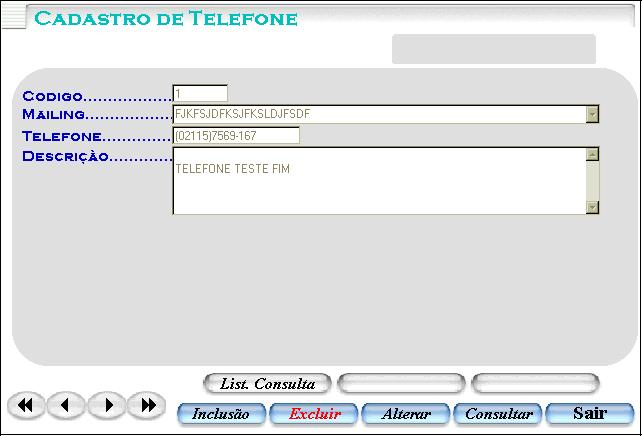 Cadastro de Telefone
Codigo..................1
Mailing..................FJKFSJDFKSJFKSLDJFSDF
Telefone..............(02115)7569-167
Descriçào.............
TELEFONE TESTE FIM
List. Consulta
Inclusão Excluir Alterar Consultar Sair